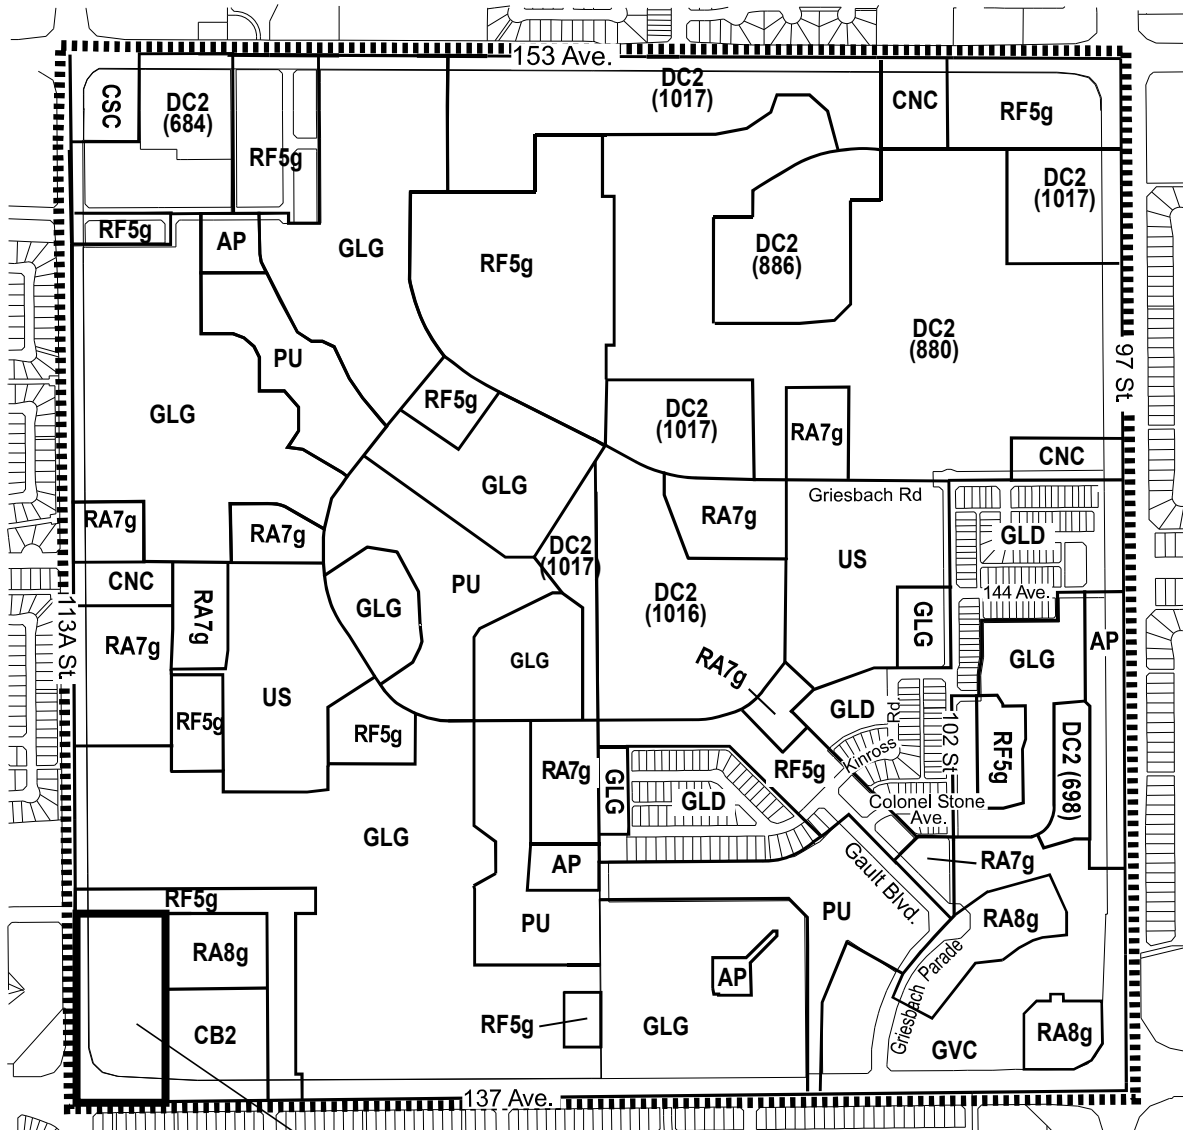 153 Ave.
CSC
DC2
(684)
RF5g
DC2
(1017)
CNC
RF5g
DC2
(1017)
RF5g
AP
GLG
RF5g
DC2
(886)
DC2
(880)
97 St
PU
GLG
RF5g
DC2
(1017)
RA7g
CNC
GLG
Griesbach Rd
RA7g
RA7g
RA7g
US
GLD
DC2
(1017)
CNC
PU
144 Ave.
113A St.
RA7g
GLG
DC2
(1016)
GLG
RA7g
GLG
RA7g
GLG
AP
US
GLD
Rd
RF5g
RF5g
102 St
RF5g
DC2 (698)
Kinross
RF5g
RA7g
GLG
GLD
Colonel Stone
Ave.
GLG
AP
Gault Blvd.
RA7g
RF5g
PU
PU
RA8g
RA8g
Griesbach Parade
AP
RF5g
GLG
CB2
GVC
RA8g
137 Ave.